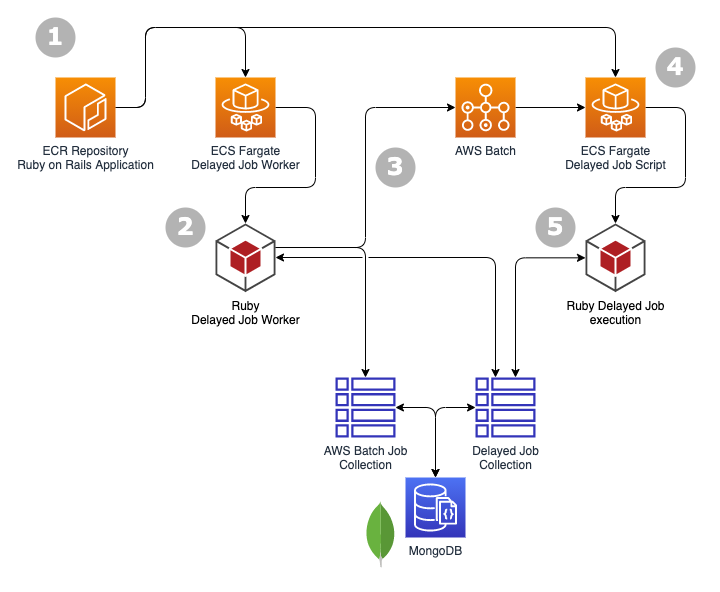 1
4
ECR Repository
Ruby on Rails Application
ECS Fargate
Delayed Job Worker
AWS Batch
ECS Fargate
Delayed Job Script
3
2
5
Ruby
Delayed Job Worker
Ruby Delayed Job
execution
AWS Batch Job
Collection
Delayed Job
Collection
MongoDB